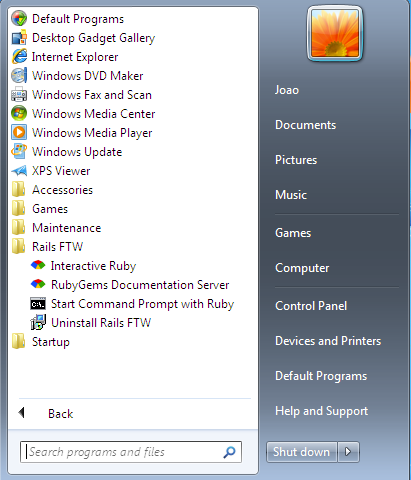 Default Programs
Desktop Gadget Gallery
Internet Explorer
Windows DVD Maker
Windows Fax and Scan
Windows Media Center
Windows Media Player
Windows Update
XPS Viewer
Accessories
Games
Maintenance
Rails FTW
Interactive Ruby
RubyGems Documentation Server
Start Command Prompt with Ruby
Uninstall Rails FTW
Startup
Back
Search programs and files
Joao
Documents
Pictures
Music
Games
Computer
Control Panel
Devices and Printers
Default Programs
Help and Support
Shut down